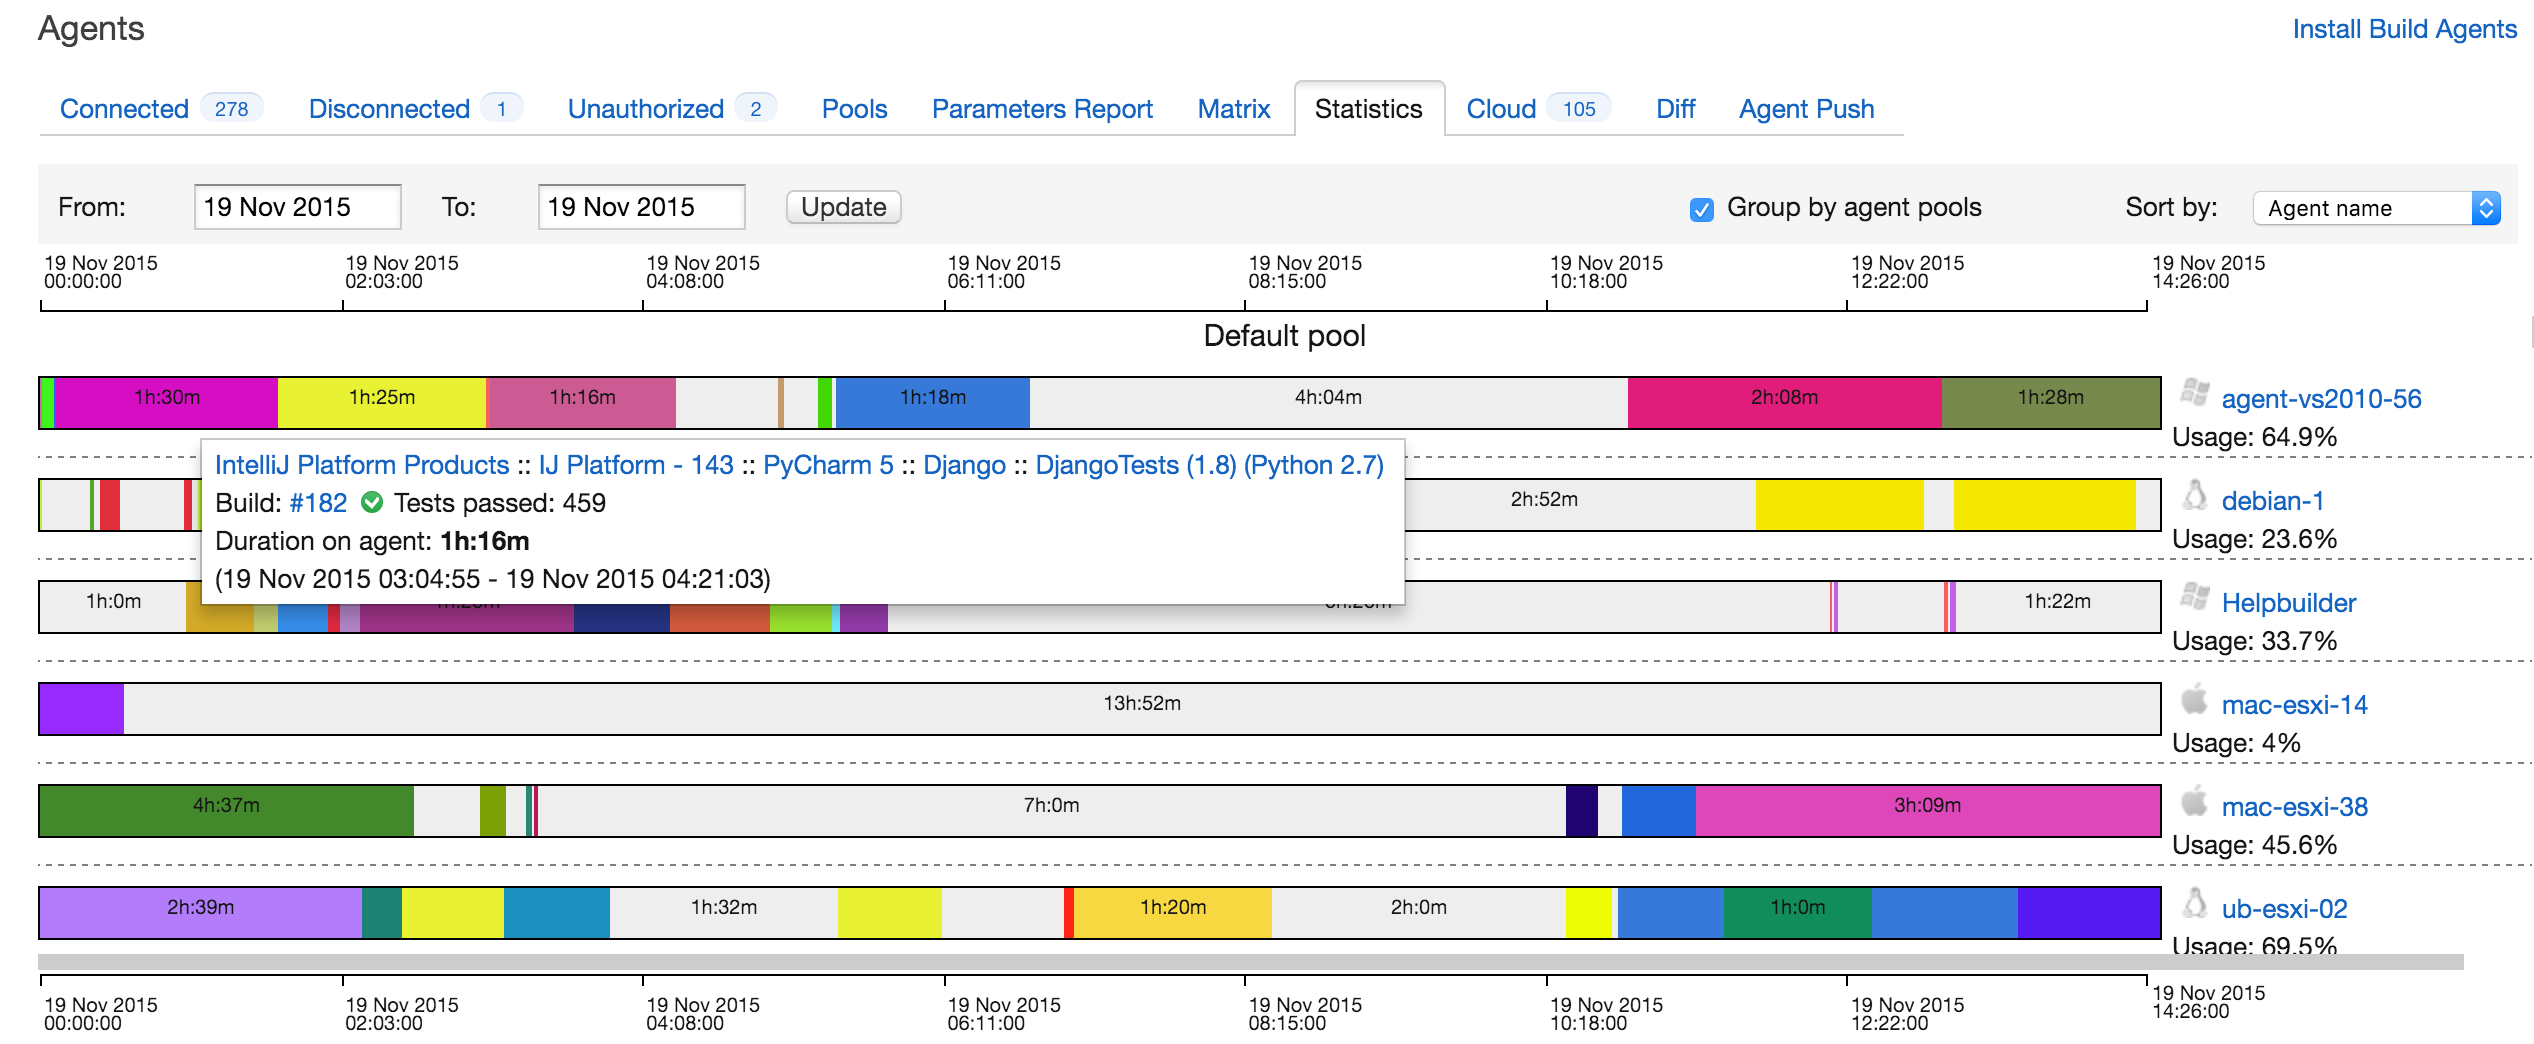 Agents
Install Build Agents
Connected 278 Disconnected 1 Unauthorized 2 Pools Parameters Report Matrix Statistics Cloud 105 Diff Agent Push
From: 19 Nov 2015 To: 19 Nov 2015 Update Group by agent pools Sort by: Agent name
19 Nov 2015 19 Nov 2015 19 Nov 2015 19 Nov 2015 19 Nov 2015 19 Nov 2015 19 Nov 2015 19 Nov 2015
00:00:00 02:03:00 04:08:00 06:11:00 08:15:00 10:18:00 12:22:00 14:26:00
Default pool
1h:30m 1h:25m 1h:16m 1h:18m 4h:04m 2h:08m 1h:28m agent-vs2010-56
Usage: 64.9%
IntelliJ Platform Products :: IJ Platform - 143 :: PyCharm 5 :: Django :: DjangoTests (1.8) (Python 2.7)
Build: #182 Tests passed: 459
Duration on agent: 1h:16m
(19 Nov 2015 03:04:55 - 19 Nov 2015 04:21:03)
2h:52m debian-1
Usage: 23.6%
1h:0m 1h:22m Helpbuilder
Usage: 33.7%
13h:52m mac-esxi-14
Usage: 4%
4h:37m 7h:0m 3h:09m mac-esxi-38
Usage: 45.6%
2h:39m 1h:32m 1h:20m 2h:0m 1h:0m ub-esxi-02
Usage: 69.5%
19 Nov 2015 19 Nov 2015 19 Nov 2015 19 Nov 2015 19 Nov 2015 19 Nov 2015 19 Nov 2015 19 Nov 2015
00:00:00 02:03:00 04:08:00 06:11:00 08:15:00 10:18:00 12:22:00 14:26:00